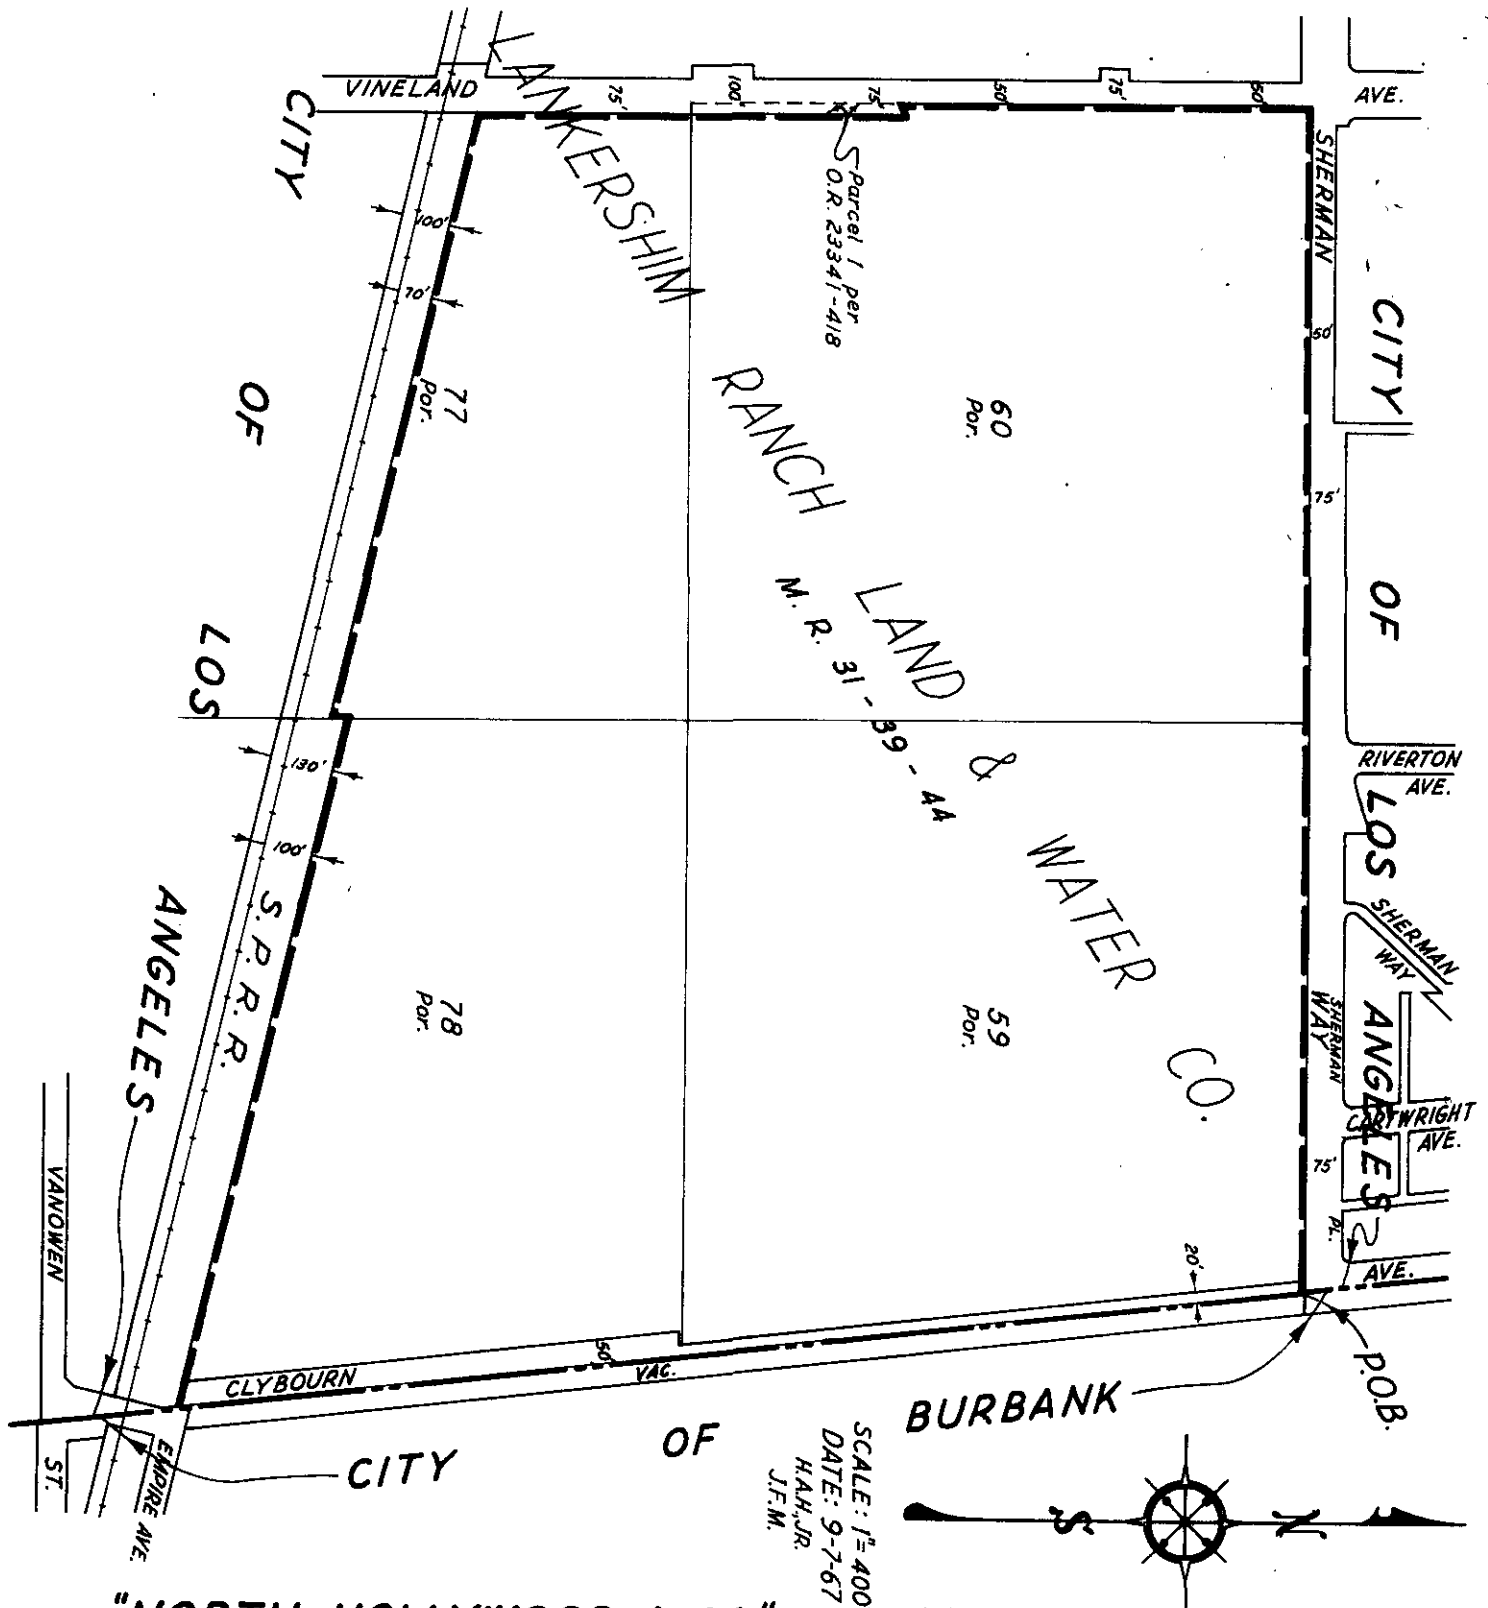 VINELAND
AVE.
75'
100'
75'
50'
75'
50'
CITY
OF
LOS
ANGELES
LANKERSHIM
RANCH
LAND
&
WATER
CO.
M. R. 31 - 39 - 44
Parcel 1 per
O.R. 23341-418
SHERMAN
50'
75'
SHERMAN
WAY
75'
PL.
CITY
OF
LOS
ANGELES
RIVERTON
AVE.
SHERMAN
WAY
CARTWRIGHT
AVE.
AVE.
100'
70'
77
Por.
60
Por.
130'
100'
S. P. R. R.
78
Por.
59
Por.
20'
50'
VANOWEN
ST.
CLYBOURN
VAC.
EMPIRE AVE.
CITY
OF
BURBANK
P.O.B.
SCALE: 1"= 400
DATE: 9-7-67
H.A.H,JR.
J.F.M.
S
N